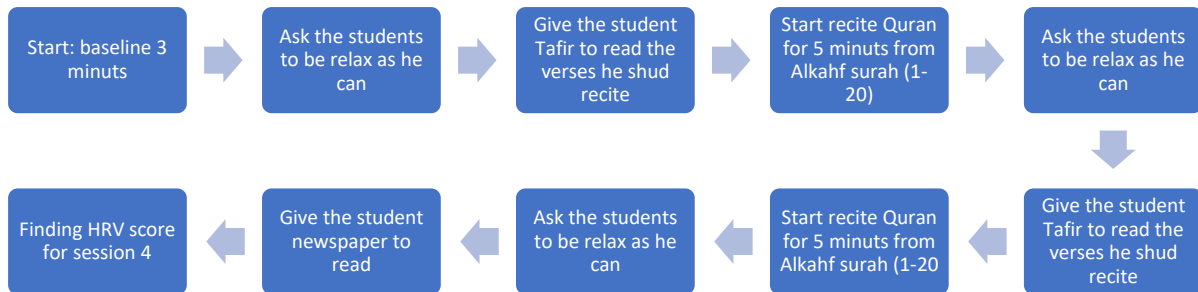 Start: baseline 3
minuts
Ask the students
to be relax as he
can
Give the student
Tafir to read the
verses he shud
recite
Start recite Quran
for 5 minuts from
Alkahf surah (1-
20)
Ask the students
to be relax as he
can
Give the student
Tafir to read the
verses he shud
recite
Start recite Quran
for 5 minuts from
Alkahf surah (1-20
Ask the students
to be relax as he
can
Give the student
newspaper to
read
Finding HRV score
for session 4